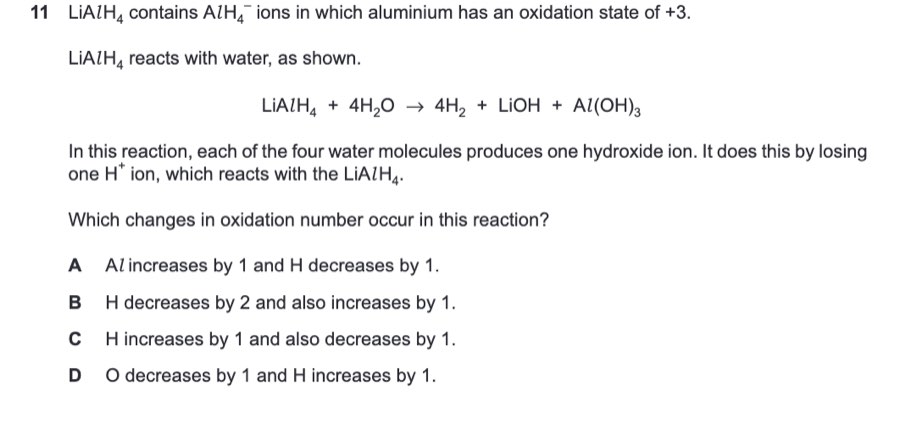 11 LiAlH₄ contains AlH₄⁻ ions in which aluminium has an oxidation state of +3.
LiAlH₄ reacts with water, as shown.
LiAlH₄ + 4H₂O → 4H₂ + LiOH + Al(OH)₃
In this reaction, each of the four water molecules produces one hydroxide ion. It does this by losing
one H⁺ ion, which reacts with the LiAlH₄.
Which changes in oxidation number occur in this reaction?
A Al increases by 1 and H decreases by 1.
B H decreases by 2 and also increases by 1.
C H increases by 1 and also decreases by 1.
D O decreases by 1 and H increases by 1.